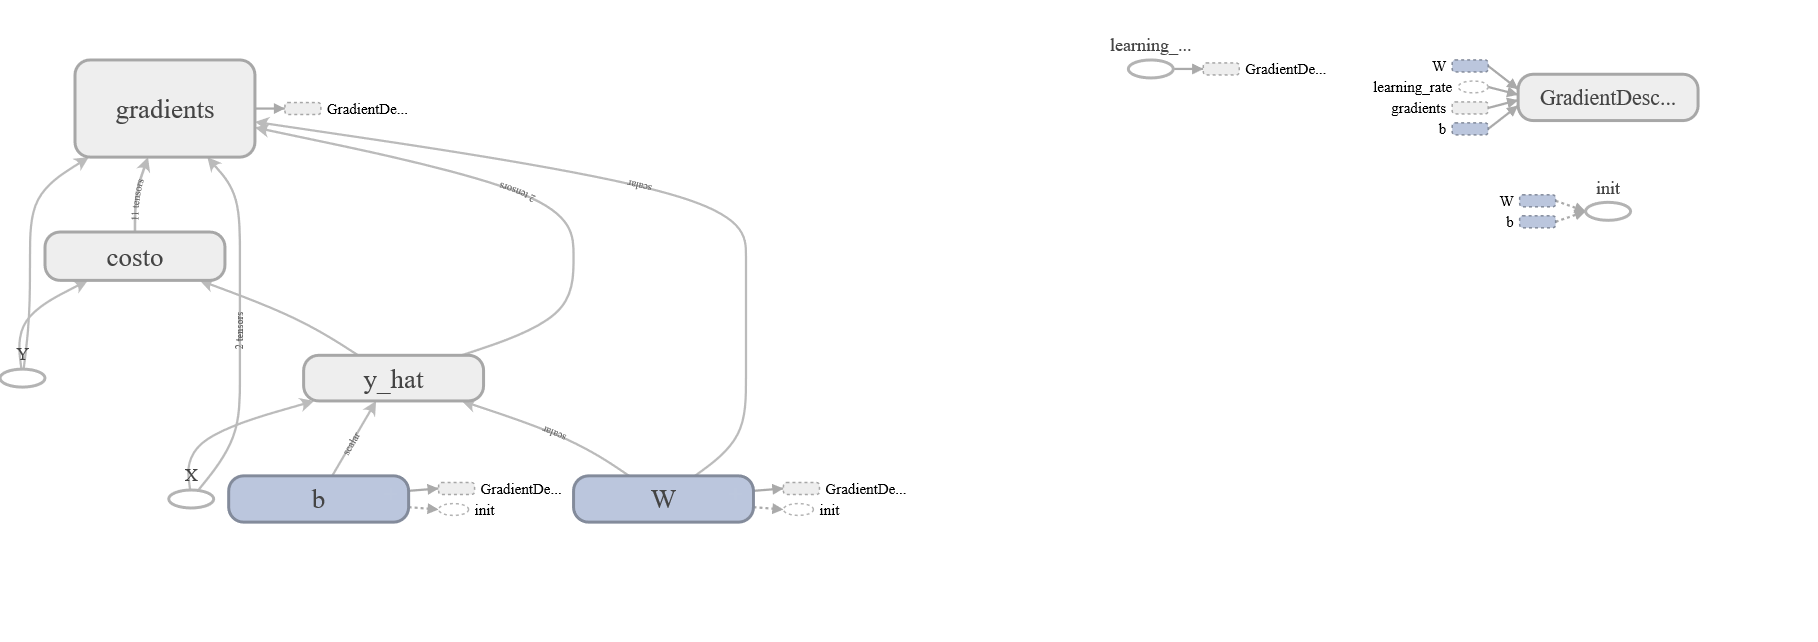 gradients
GradientDe...
11 tensors
2 tensors
scalar
costo
2 tensors
Y
y_hat
scalar
scalar
X
b
GradientDe...
init
W
GradientDe...
init
learning_...
GradientDe...
W
learning_rate
gradients
b
GradientDesc...
init
W
b